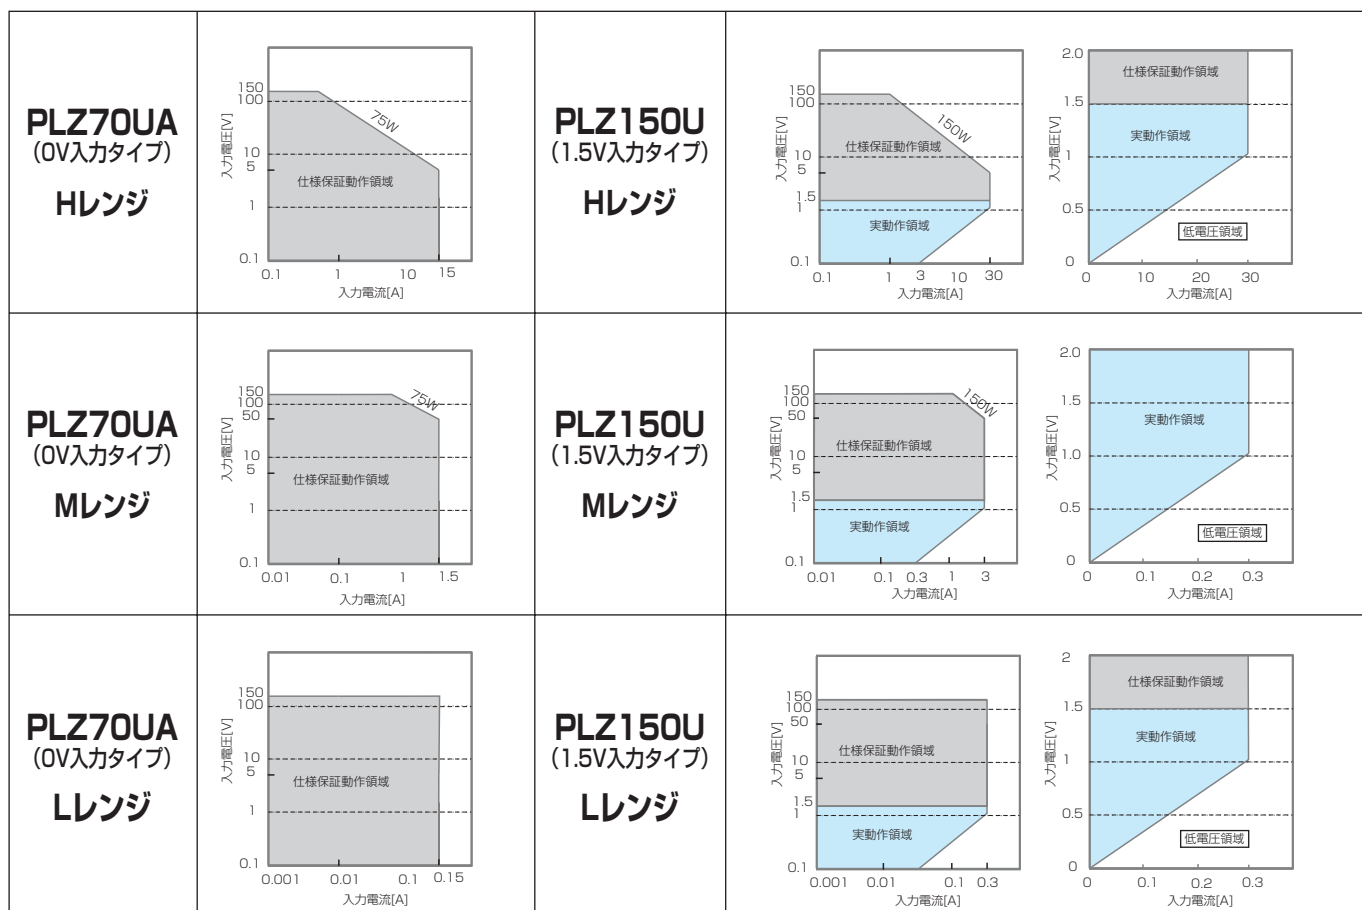 PLZ70UA
（0V入力タイプ）
Hレンジ
入力電圧[V]
150
100
10
5
1
0.1
75W
仕様保証動作領域
0.1
1
10
15
入力電流[A]
PLZ150U
（1.5V入力タイプ）
Hレンジ
入力電圧[V]
150
100
10
5
1.5
1
0.1
150W
仕様保証動作領域
実動作領域
0.1
1
3
10
30
入力電流[A]
入力電圧[V]
2.0
1.5
1
0.5
0
仕様保証動作領域
実動作領域
低電圧領域
0
10
20
30
入力電流[A]
PLZ70UA
（0V入力タイプ）
Mレンジ
入力電圧[V]
150
100
50
10
5
1
0.1
75W
仕様保証動作領域
0.01
0.1
1
1.5
入力電流[A]
PLZ150U
（1.5V入力タイプ）
Mレンジ
入力電圧[V]
150
100
50
10
5
1.5
1
0.1
150W
仕様保証動作領域
実動作領域
0.01
0.1
0.3
1
3
入力電流[A]
入力電圧[V]
2.0
1.5
1.0
0.5
0
実動作領域
低電圧領域
0
0.1
0.2
0.3
入力電流[A]
PLZ70UA
（0V入力タイプ）
Lレンジ
入力電圧[V]
150
100
10
5
1
0.1
仕様保証動作領域
0.001
0.01
0.1
0.15
入力電流[A]
PLZ150U
（1.5V入力タイプ）
Lレンジ
入力電圧[V]
150
100
50
10
5
1.5
1
0.1
仕様保証動作領域
実動作領域
0.001
0.01
0.1
0.3
入力電流[A]
入力電圧[V]
2
1.5
1
0.5
0
仕様保証動作領域
実動作領域
低電圧領域
0
0.1
0.2
0.3
入力電流[A]